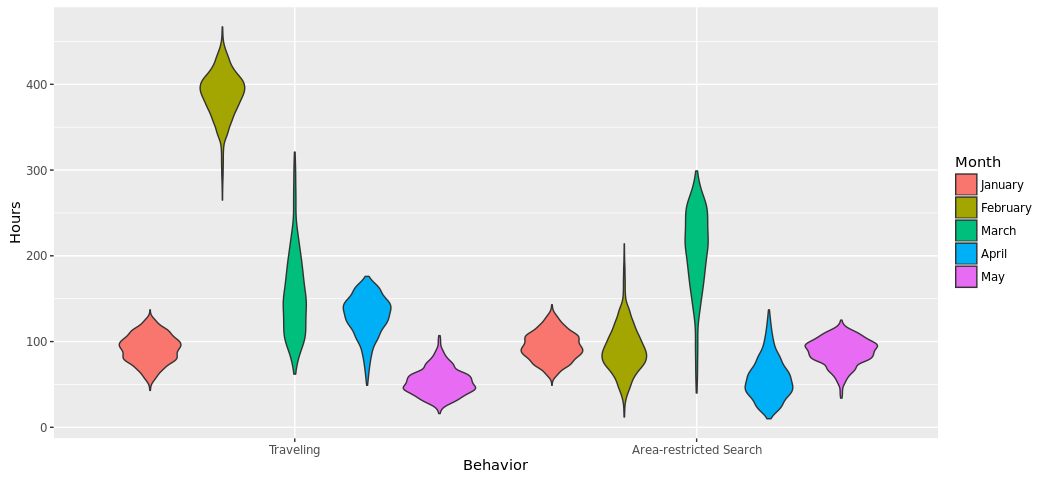 400
300
200
100
0
Hours
Traveling
Area-restricted Search
Behavior
Month
January
February
March
April
May